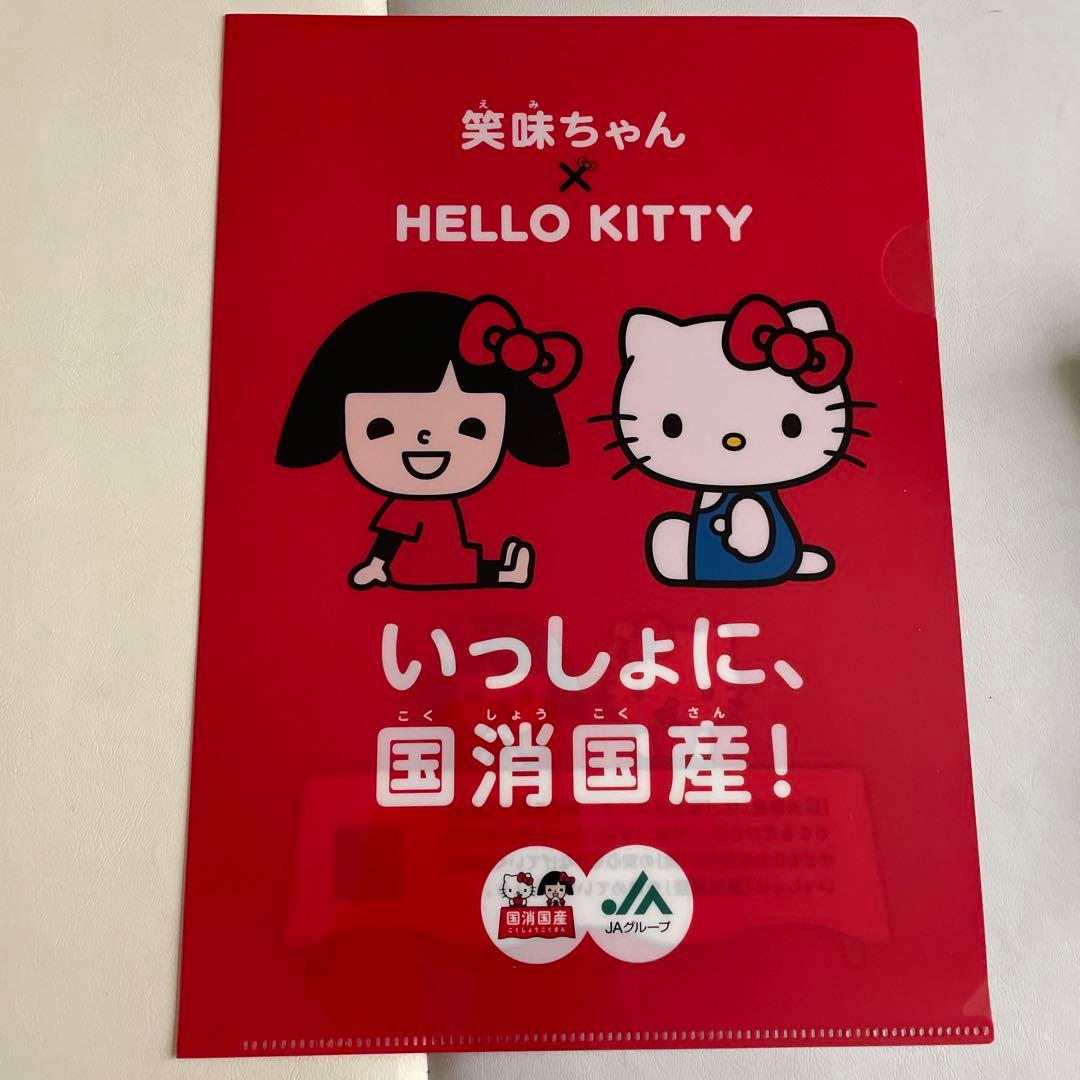 えみ
笑味ちゃん
×
HELLO KITTY
いっしょに、
こくしょうこくさん
国消国産!
国消国産
こくしょうこくさん
JAグループ